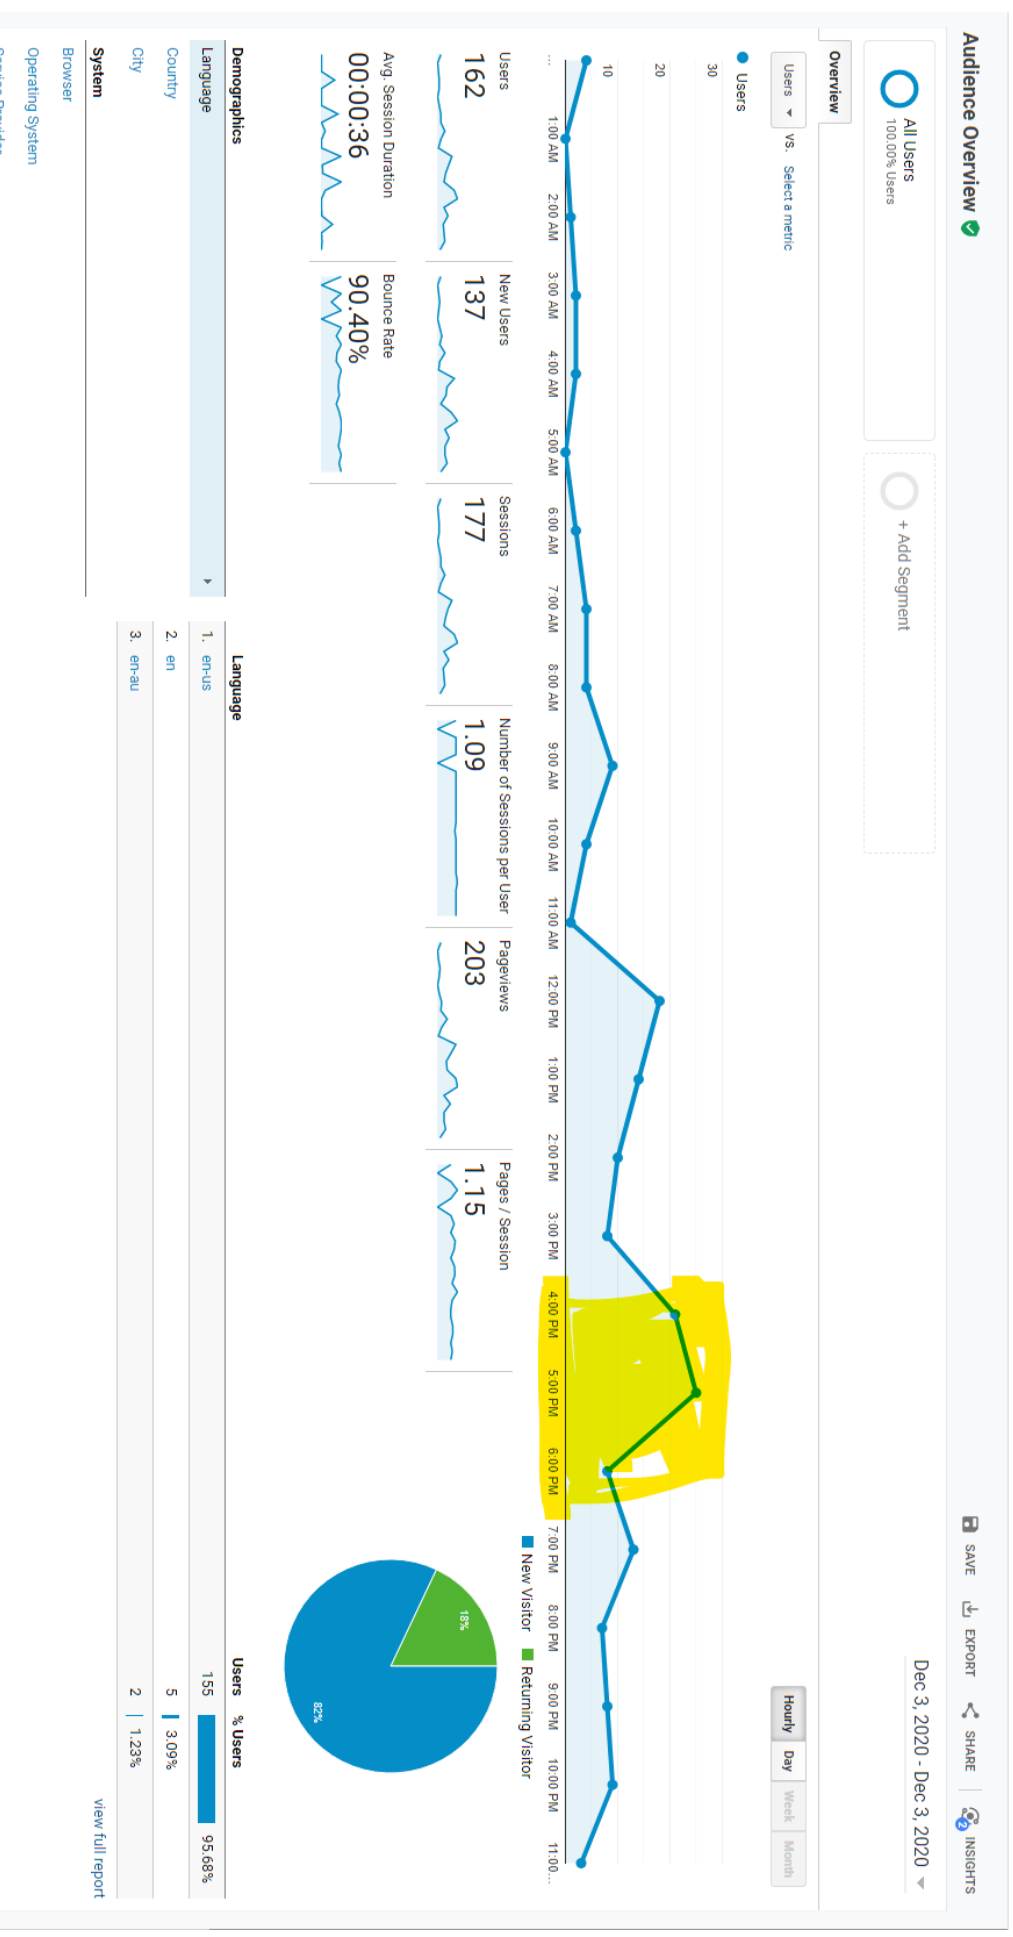 Audience Overview
SAVE EXPORT SHARE INSIGHTS 2
Dec 3, 2020 - Dec 3, 2020
All Users
100.00% Users
+ Add Segment
Overview
Users VS. Select a metric
Hourly Day Week Month
Users
30
20
10
... 1:00 AM 2:00 AM 3:00 AM 4:00 AM 5:00 AM 6:00 AM 7:00 AM 8:00 AM 9:00 AM 10:00 AM 11:00 AM 12:00 PM 1:00 PM 2:00 PM 3:00 PM 4:00 PM 5:00 PM 6:00 PM 7:00 PM 8:00 PM 9:00 PM 10:00 PM 11:00...
New Visitor Returning Visitor
Users
162
New Users
137
Sessions
177
Number of Sessions per User
1.09
Pageviews
203
Pages / Session
1.15
Avg. Session Duration
00:00:36
Bounce Rate
90.40%
18%
82%
Demographics
Language
Country
City
System
Browser
Operating System
Language Users % Users
1. en-us 155 95.68%
2. en 5 3.09%
3. en-au 2 1.23%
view full report